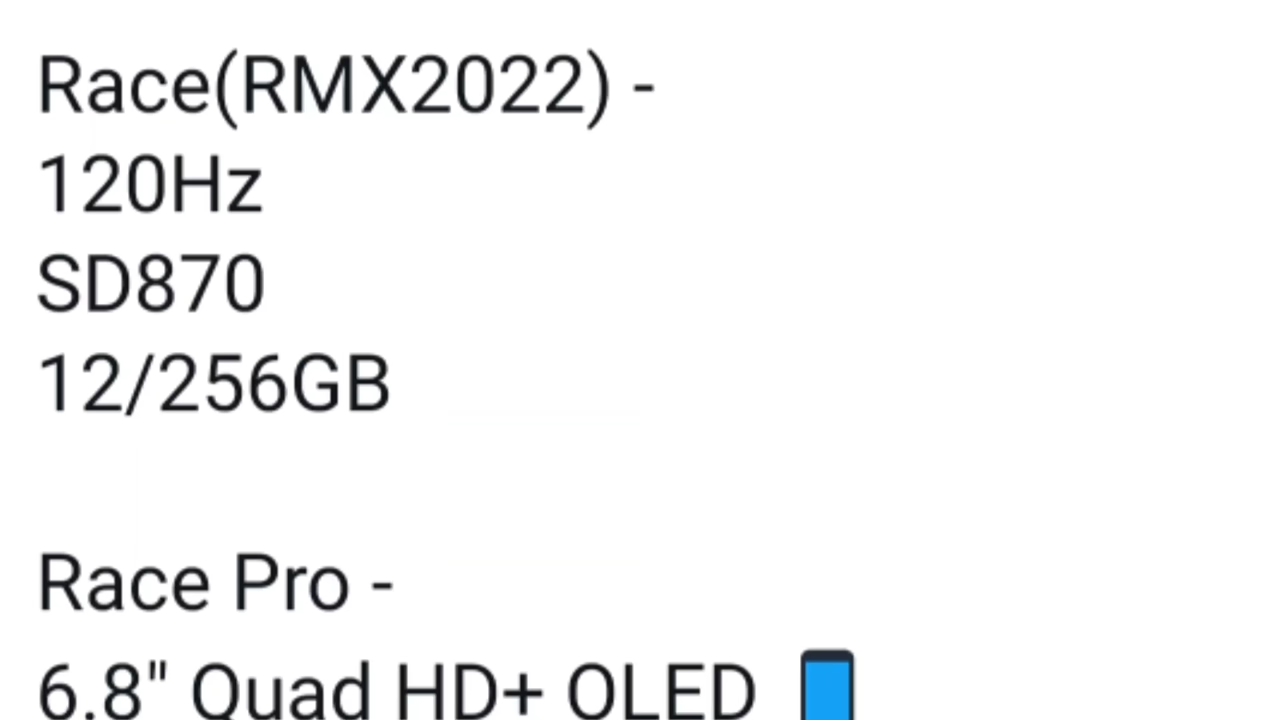 Race(RMX2022) -
120Hz
SD870
12/256GB
Race Pro -
6.8" Quad HD+ OLED